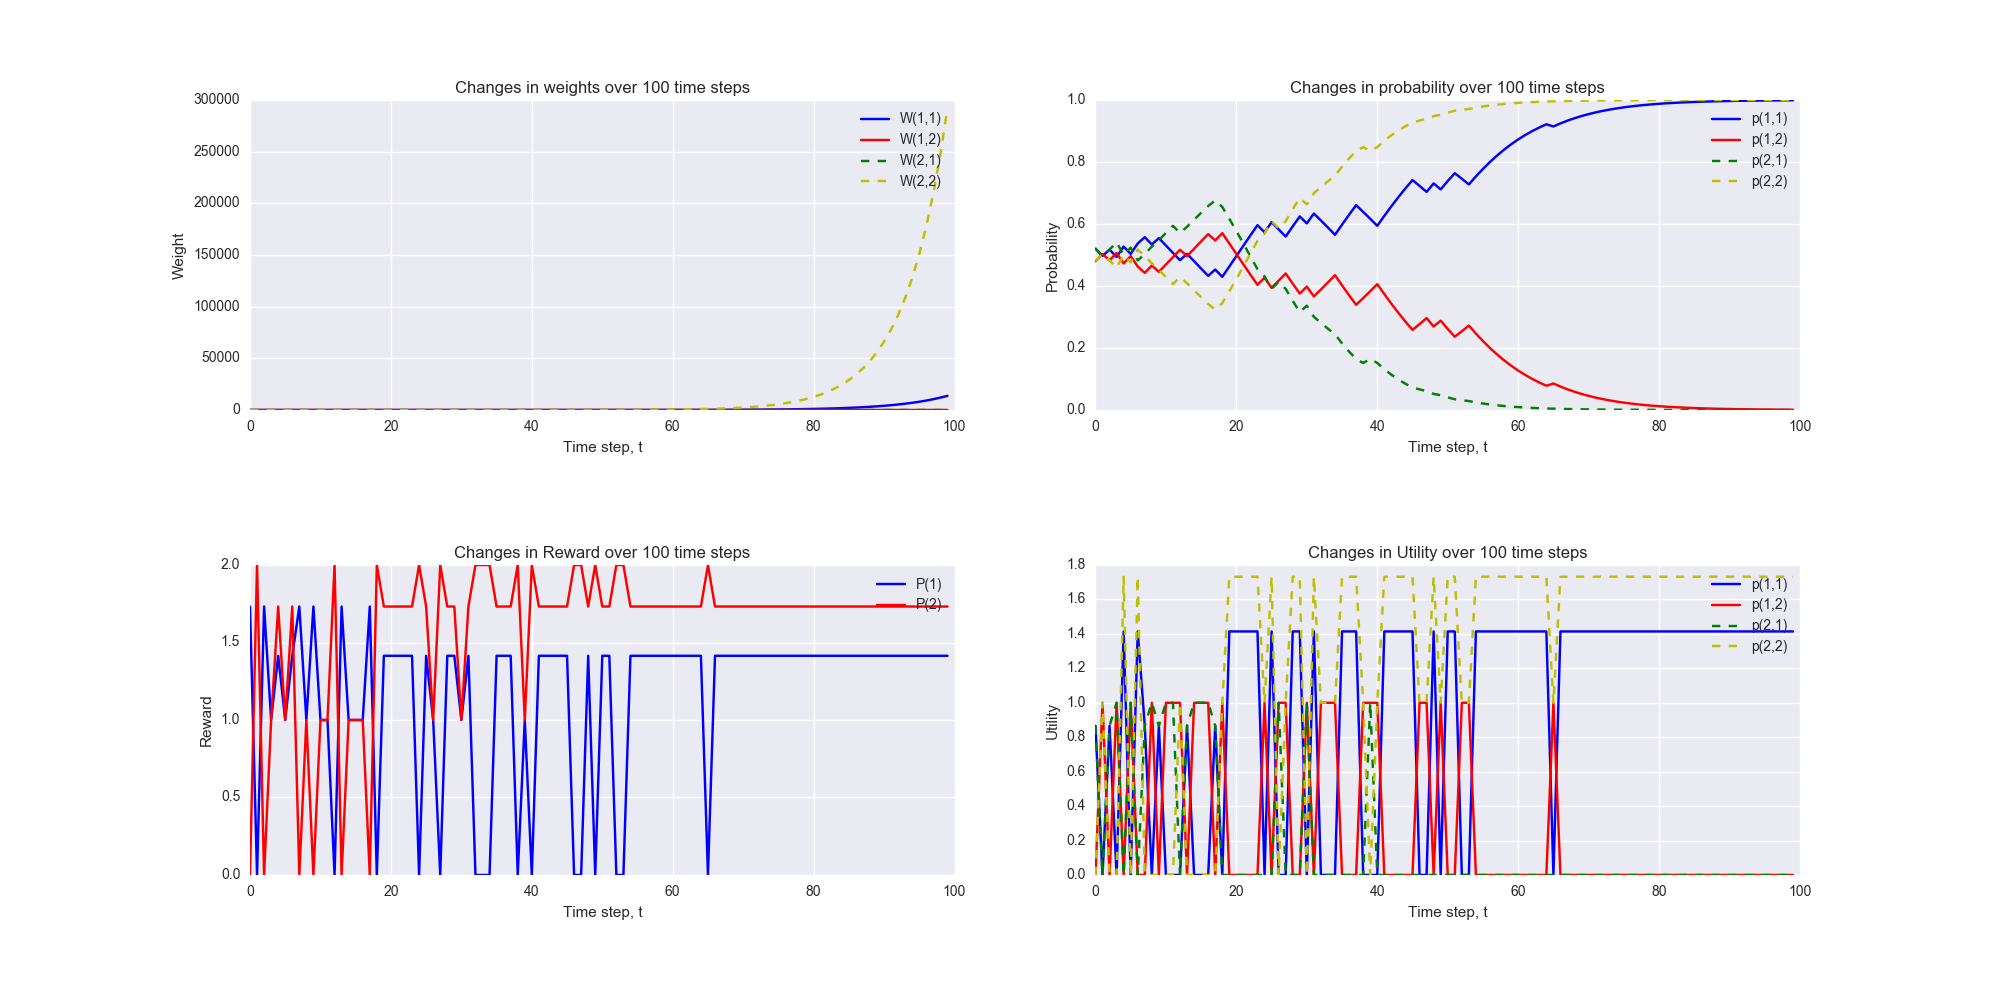 Changes in weights over 100 time steps
300000
250000
200000
150000
100000
50000
0
Weight
W(1,1)
W(1,2)
W(2,1)
W(2,2)
0 20 40 60 80 100
Time step, t
Changes in probability over 100 time steps
1.0
0.8
0.6
0.4
0.2
0.0
Probability
p(1,1)
p(1,2)
p(2,1)
p(2,2)
0 20 40 60 80 100
Time step, t
Changes in Reward over 100 time steps
2.0
1.5
1.0
0.5
0.0
Reward
P(1)
P(2)
0 20 40 60 80 100
Time step, t
Changes in Utility over 100 time steps
1.8
1.6
1.4
1.2
1.0
0.8
0.6
0.4
0.2
0.0
Utility
p(1,1)
p(1,2)
p(2,1)
p(2,2)
0 20 40 60 80 100
Time step, t